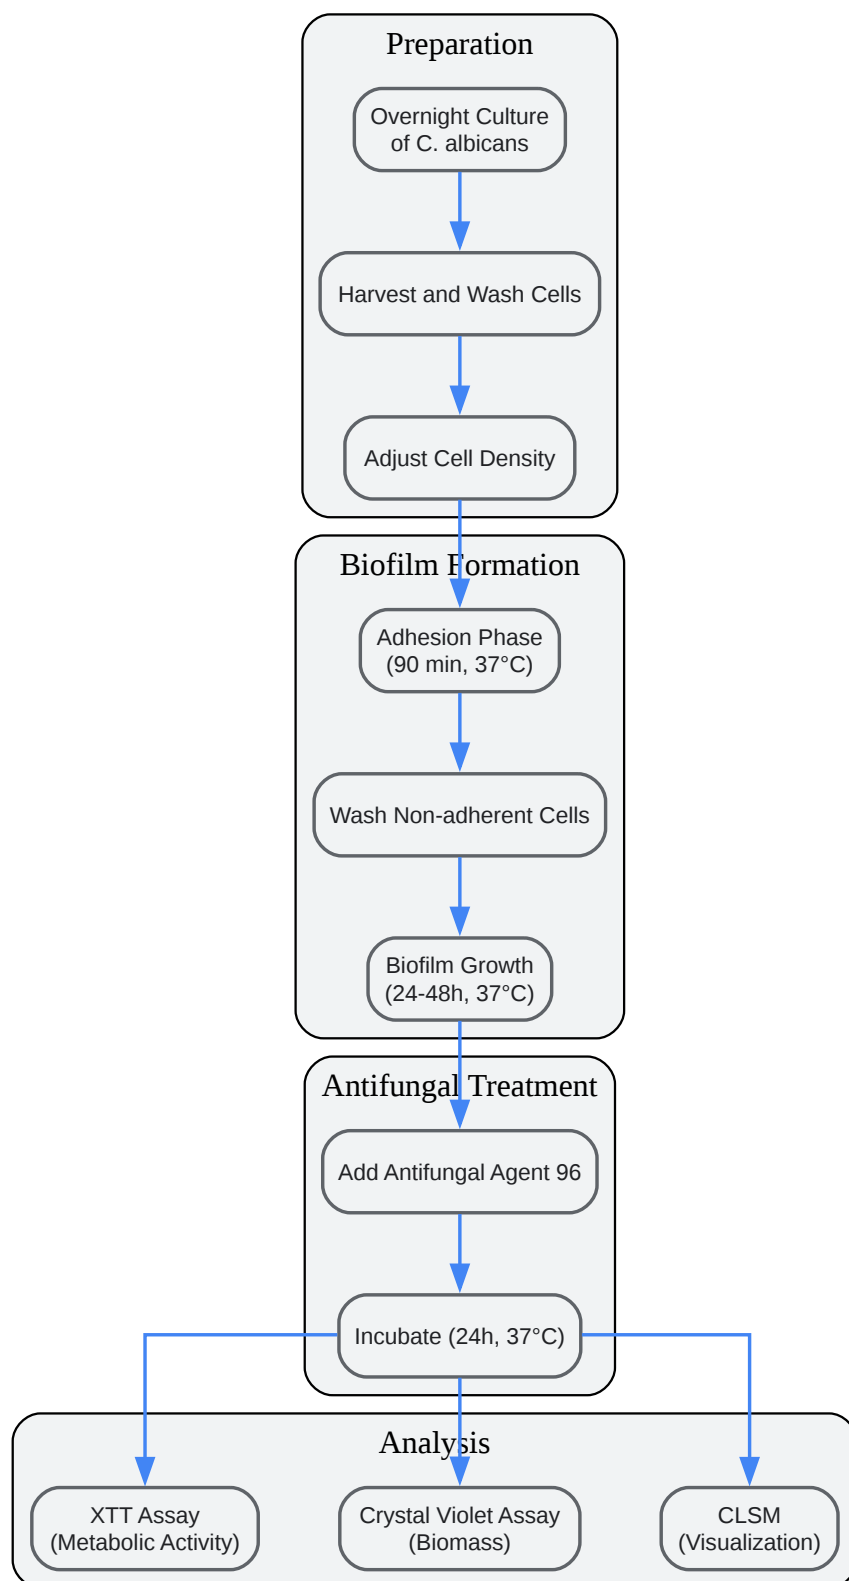 Preparation
Overnight Culture
of C. albicans
Harvest and Wash Cells
Adjust Cell Density
Biofilm Formation
Adhesion Phase
(90 min, 37°C)
Wash Non-adherent Cells
Biofilm Growth
(24-48h, 37°C)
Antifungal Treatment
Add Antifungal Agent 96
Incubate (24h, 37°C)
Analysis
XTT Assay
(Metabolic Activity)
Crystal Violet Assay
(Biomass)
CLSM
(Visualization)